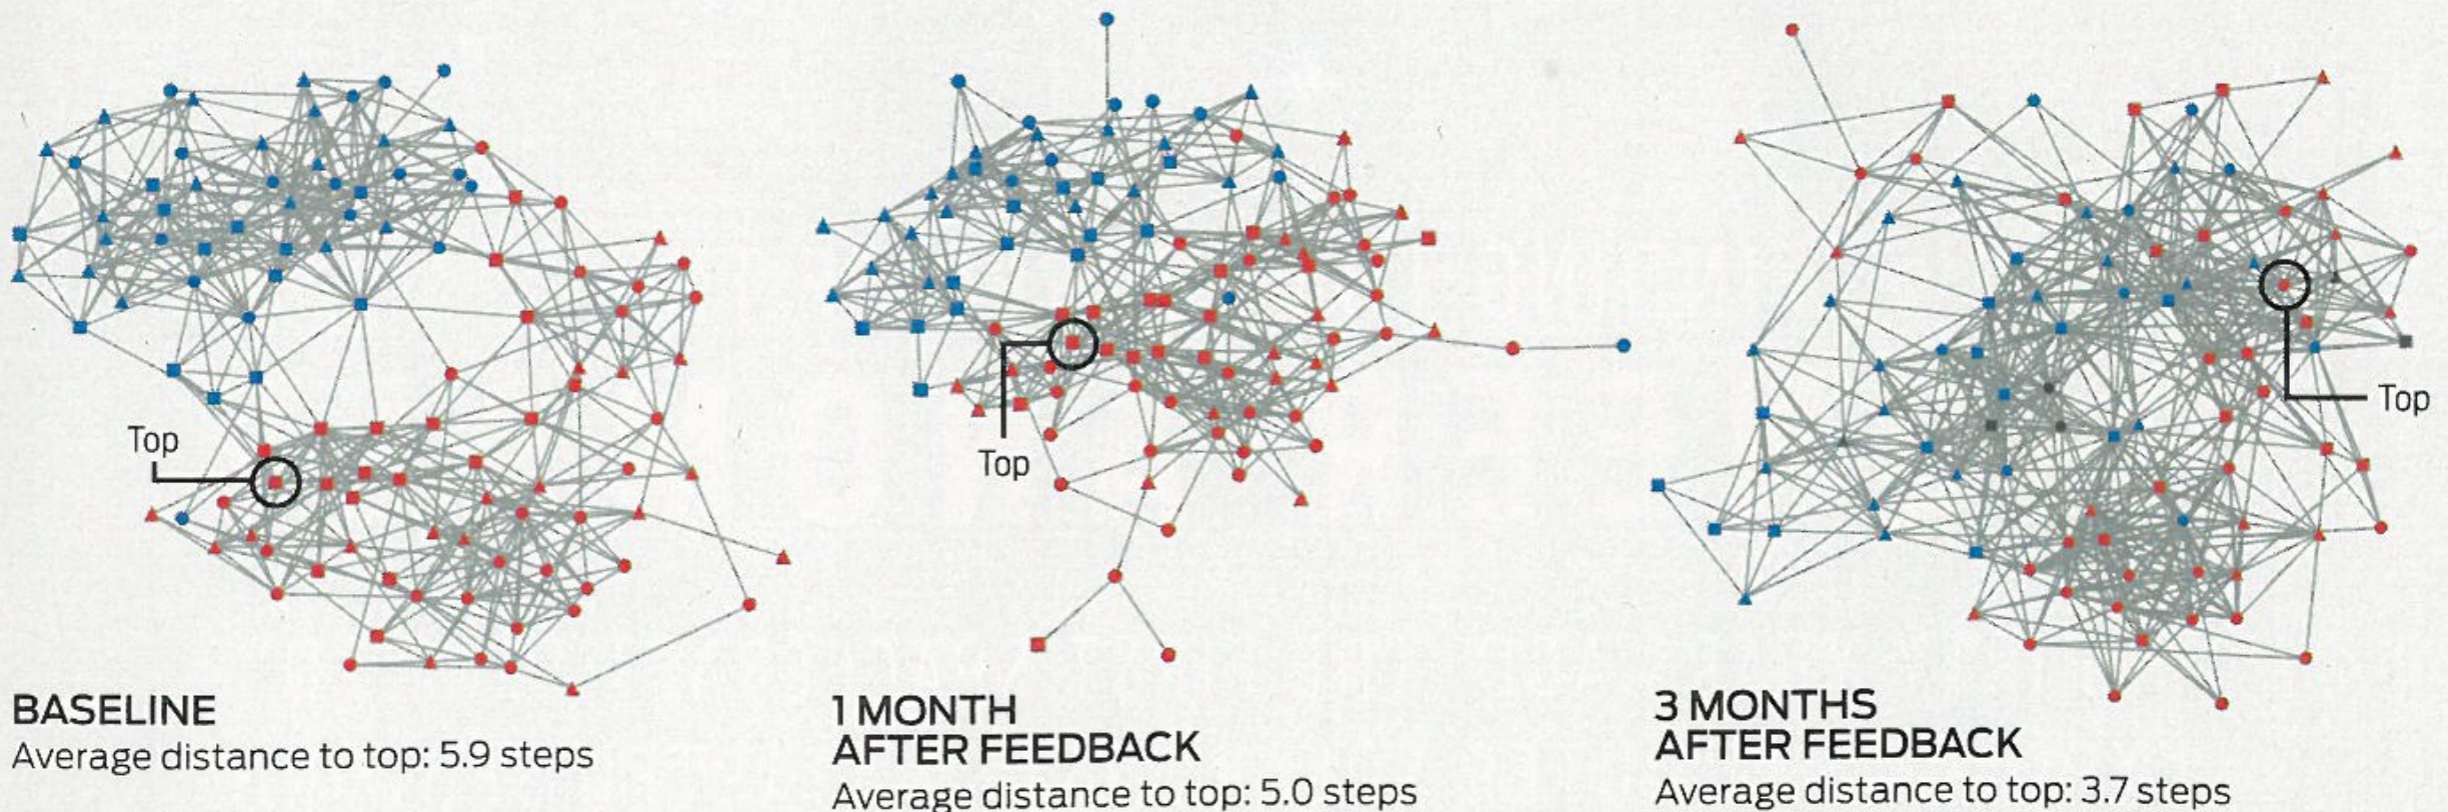 Top
BASELINE
Average distance to top: 5.9 steps
Top
1 MONTH
AFTER FEEDBACK
Average distance to top: 5.0 steps
Top
3 MONTHS
AFTER FEEDBACK
Average distance to top: 3.7 steps